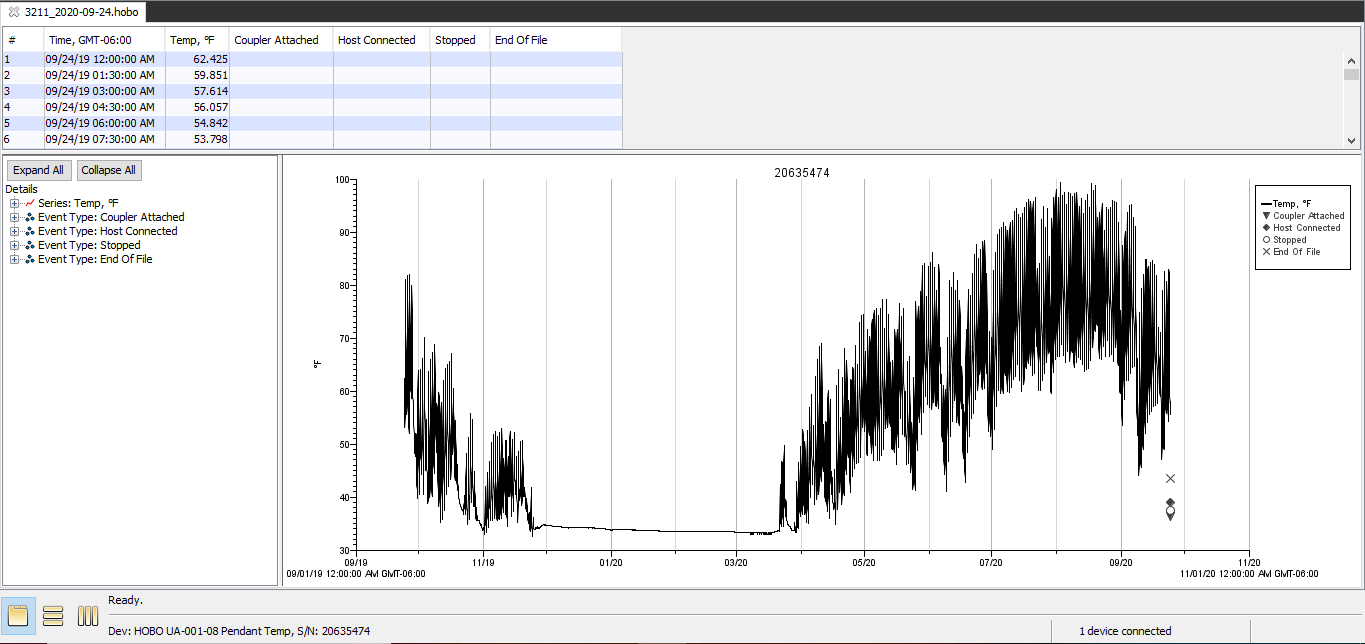 3211_2020-09-24.hobo
# Time, GMT-06:00 Temp, °F Coupler Attached Host Connected Stopped End Of File
1 09/24/19 12:00:00 AM 62.425
2 09/24/19 01:30:00 AM 59.851
3 09/24/19 03:00:00 AM 57.614
4 09/24/19 04:30:00 AM 56.057
5 09/24/19 06:00:00 AM 54.842
6 09/24/19 07:30:00 AM 53.798
Expand All Collapse All
Details
Series: Temp, °F
Event Type: Coupler Attached
Event Type: Host Connected
Event Type: Stopped
Event Type: End Of File
20635474
100
90
80
70
60
50
40
30
°F
09/19 11/19 01/20 03/20 05/20 07/20 09/20 11/20
09/01/19 12:00:00 AM GMT-06:00 11/01/20 12:00:00 AM GMT-06:00
Temp, °F
Coupler Attached
Host Connected
Stopped
End Of File
Ready.
Dev: HOBO UA-001-08 Pendant Temp, S/N: 20635474 1 device connected